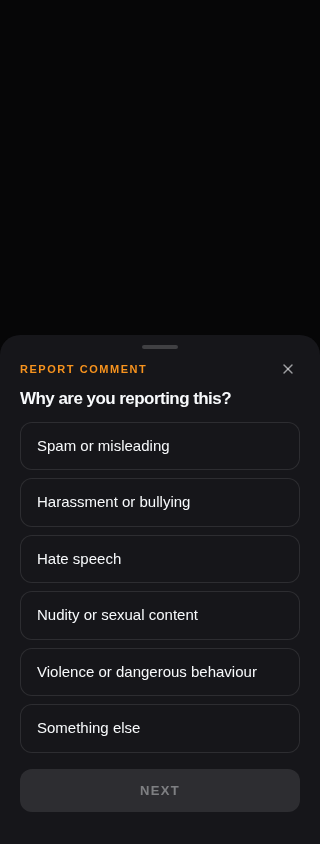 REPORT COMMENT
Why are you reporting this?
Spam or misleading
Harassment or bullying
Hate speech
Nudity or sexual content
Violence or dangerous behaviour
Something else
NEXT